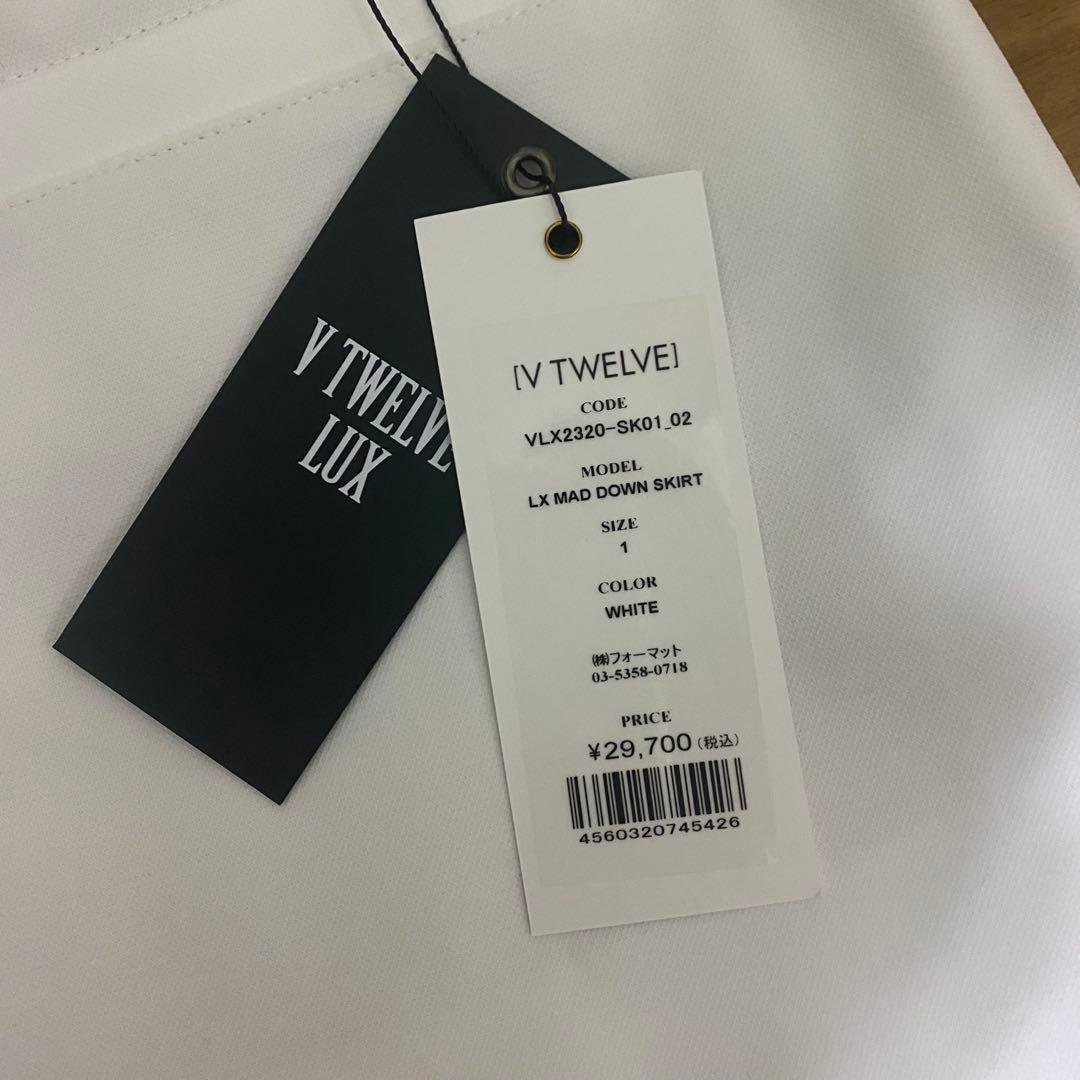 V TWELVE
LUX
[V TWELVE]
CODE
VLX2320-SK01_02
MODEL
LX MAD DOWN SKIRT
SIZE
1
COLOR
WHITE
㈱フォーマット
03-5358-0718
PRICE
¥29,700(税込)
4560320745426